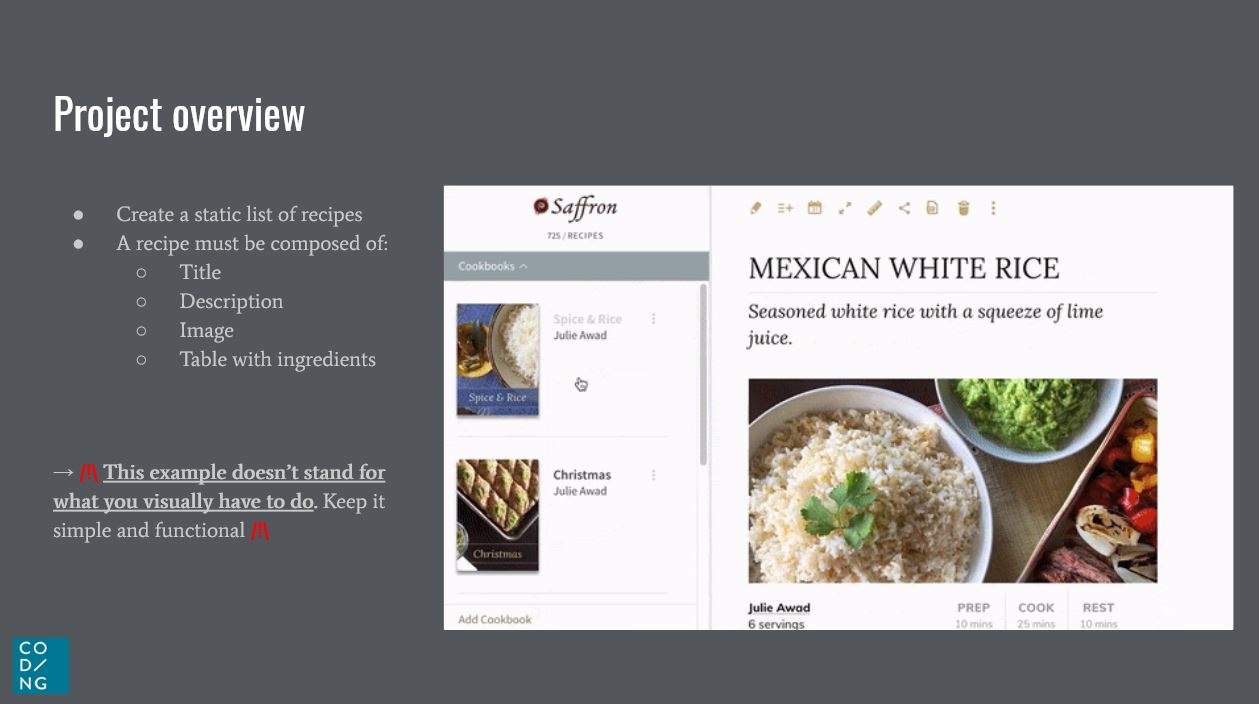 Project overview
● Create a static list of recipes
● A recipe must be composed of:
○ Title
○ Description
○ Image
○ Table with ingredients
→ /!\ This example doesn’t stand for
what you visually have to do. Keep it
simple and functional /!\
Saffron
725 / RECIPES
Cookbooks
Spice & Rice
Julie Awad
Spice & Rice
Christmas
Julie Awad
Christmas
Add Cookbook
MEXICAN WHITE RICE
Seasoned white rice with a squeeze of lime
juice.
Julie Awad
6 servings
PREP
10 mins
COOK
25 mins
REST
10 mins
CO
D/
NG